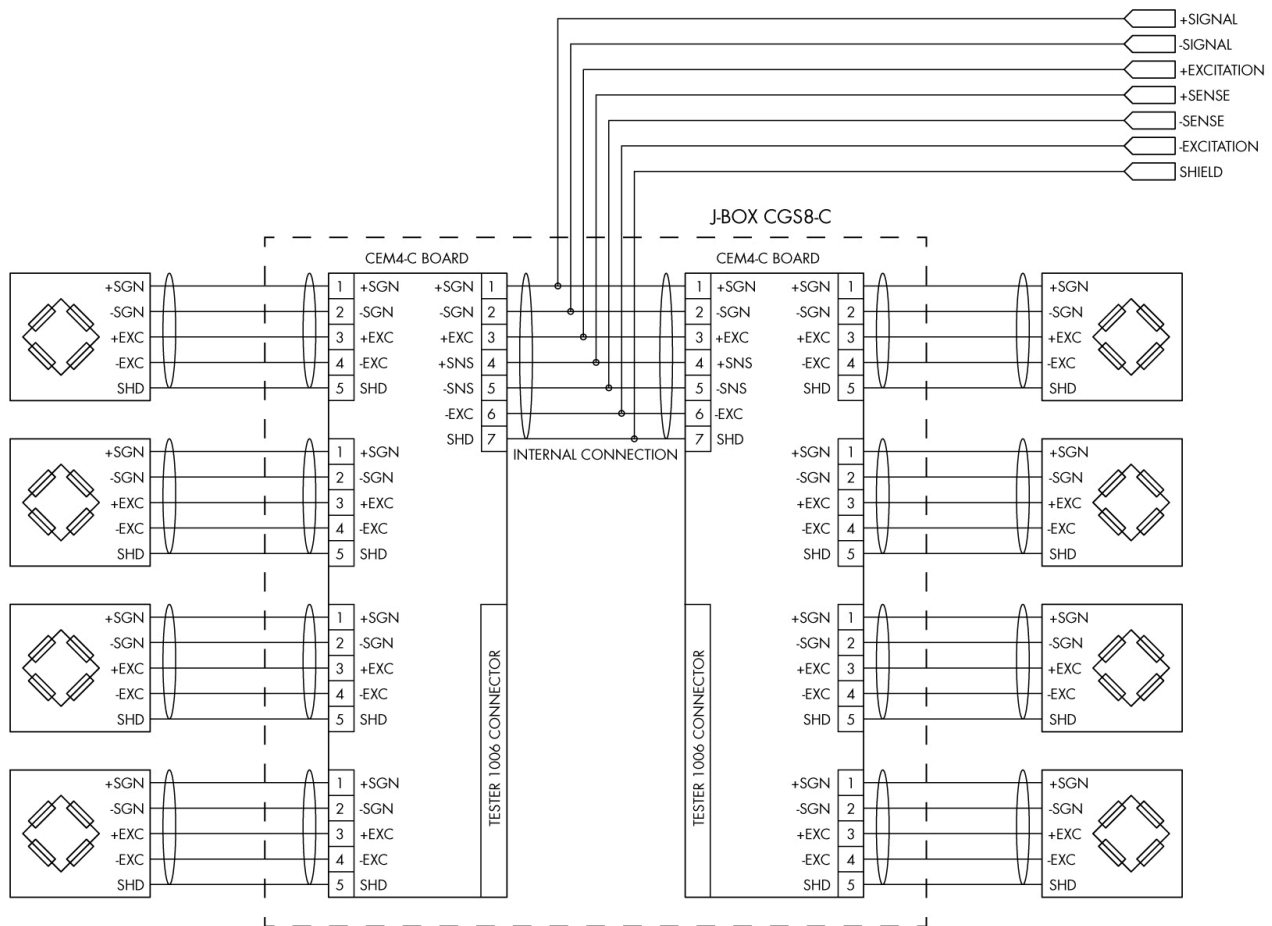 +SIGNAL
-SIGNAL
+EXCITATION
+SENSE
-SENSE
-EXCITATION
SHIELD
J-BOX CGS8-C
CEM4-C BOARD CEM4-C BOARD
+SGN 1 +SGN +SGN 1 1 +SGN +SGN 1 +SGN
-SGN 2 -SGN -SGN 2 2 -SGN -SGN 2 -SGN
+EXC 3 +EXC +EXC 3 3 +EXC +EXC 3 +EXC
-EXC 4 -EXC +SNS 4 4 +SNS -EXC 4 -EXC
SHD 5 SHD -SNS 5 5 -SNS SHD 5 SHD
-EXC 6 6 -EXC
SHD 7 7 SHD
INTERNAL CONNECTION
+SGN 1 +SGN +SGN 1 +SGN
-SGN 2 -SGN -SGN 2 -SGN
+EXC 3 +EXC +EXC 3 +EXC
-EXC 4 -EXC -EXC 4 -EXC
SHD 5 SHD SHD 5 SHD
+SGN 1 +SGN +SGN 1 +SGN
-SGN 2 -SGN -SGN 2 -SGN
+EXC 3 +EXC +EXC 3 +EXC
-EXC 4 -EXC -EXC 4 -EXC
SHD 5 SHD SHD 5 SHD
TESTER 1006 CONNECTOR
TESTER 1006 CONNECTOR
+SGN 1 +SGN +SGN 1 +SGN
-SGN 2 -SGN -SGN 2 -SGN
+EXC 3 +EXC +EXC 3 +EXC
-EXC 4 -EXC -EXC 4 -EXC
SHD 5 SHD SHD 5 SHD